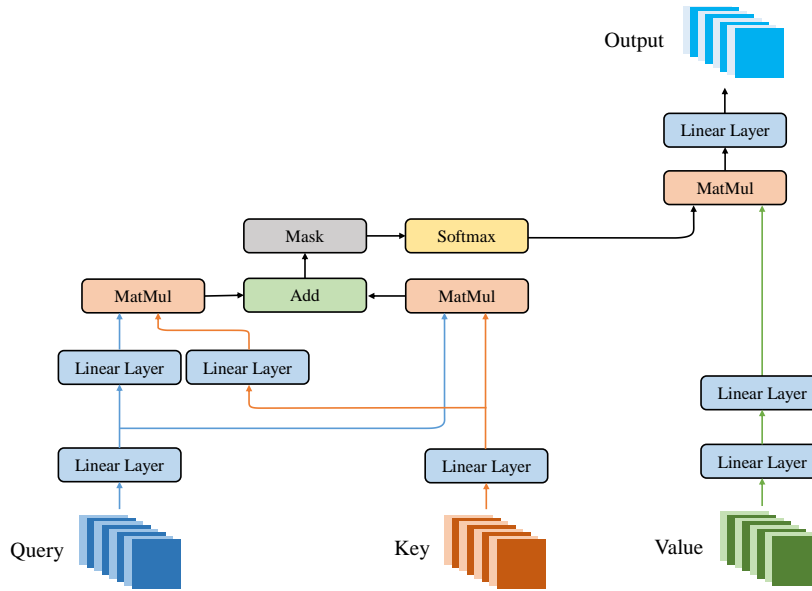 Output
Linear Layer
MatMul
Mask
Softmax
MatMul
Add
MatMul
Linear Layer
Linear Layer
Linear Layer
Linear Layer
Linear Layer
Linear Layer
Query
Key
Value